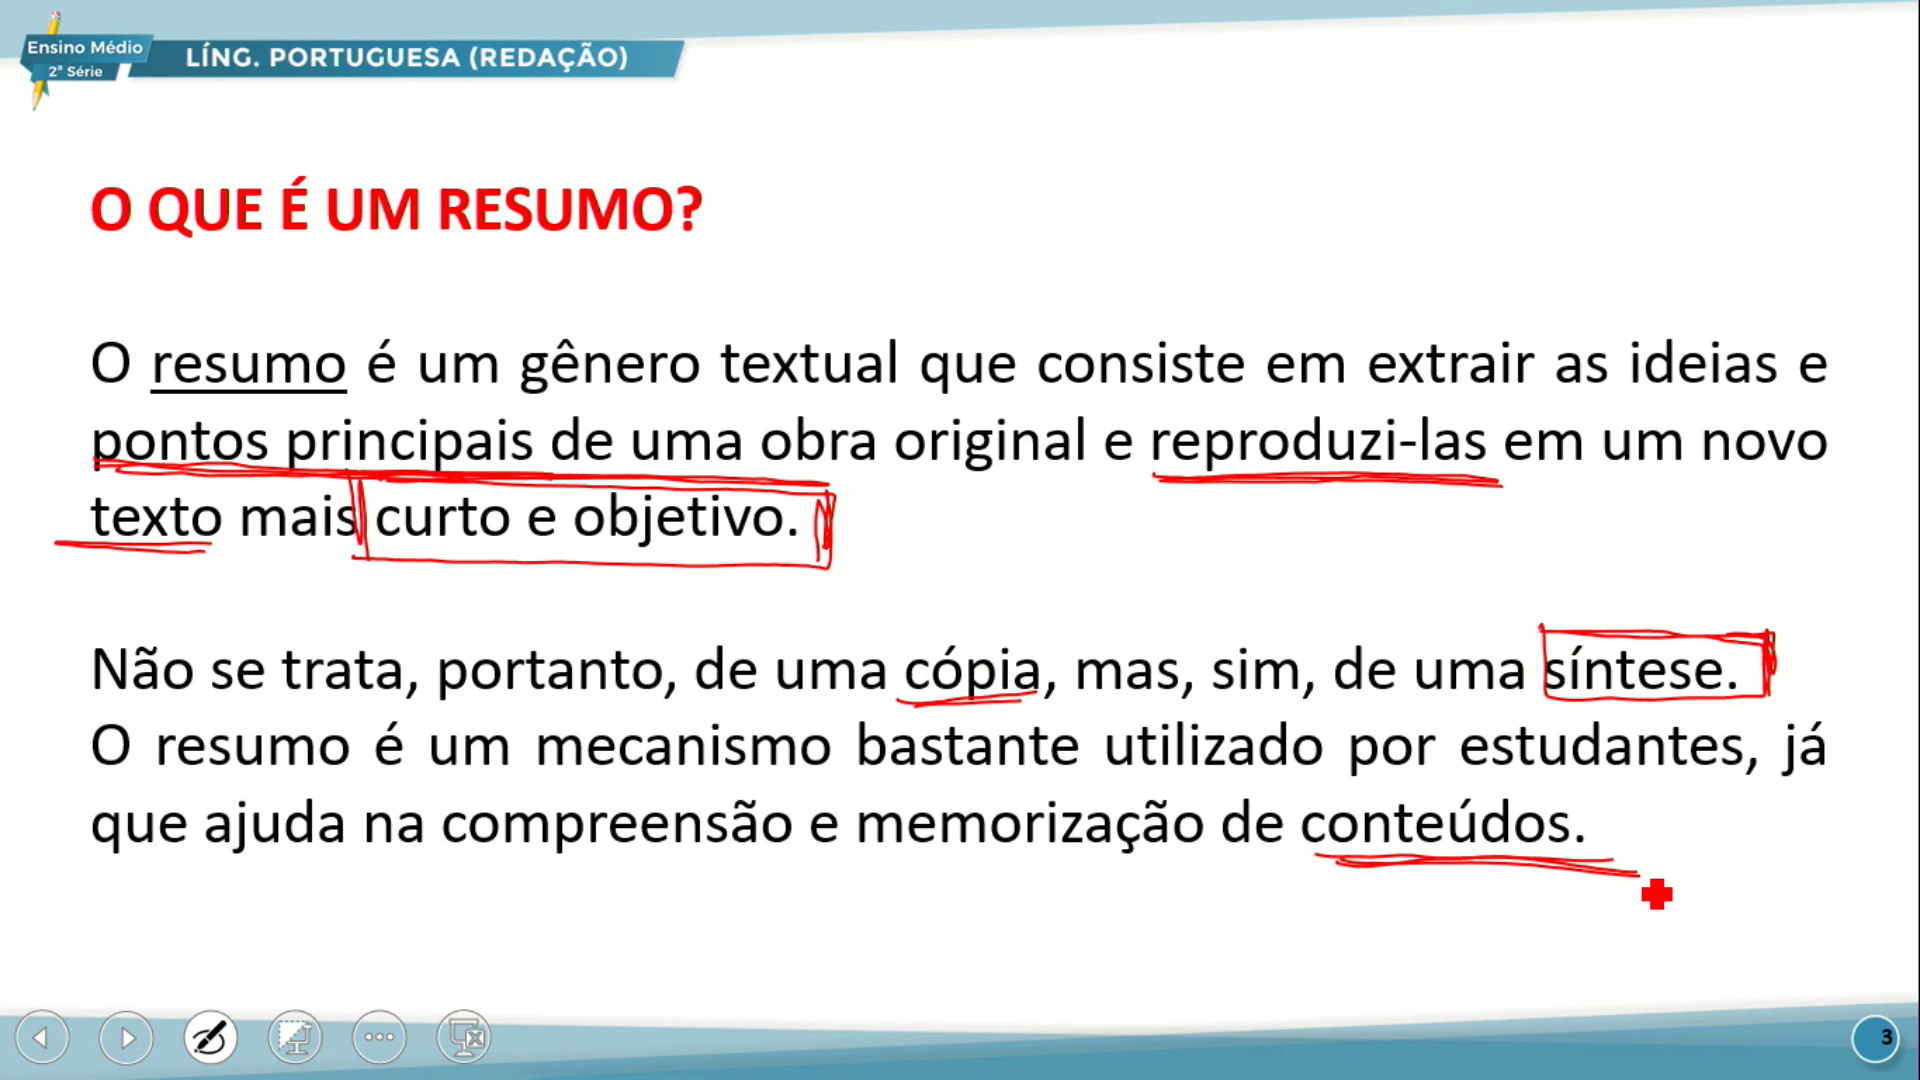 Ensino Médio
2ª Série
LÍNG. PORTUGUESA (REDAÇÃO)
O QUE É UM RESUMO?
O resumo é um gênero textual que consiste em extrair as ideias e
pontos principais de uma obra original e reproduzi-las em um novo
texto mais curto e objetivo.
Não se trata, portanto, de uma cópia, mas, sim, de uma síntese.
O resumo é um mecanismo bastante utilizado por estudantes, já
que ajuda na compreensão e memorização de conteúdos.
3